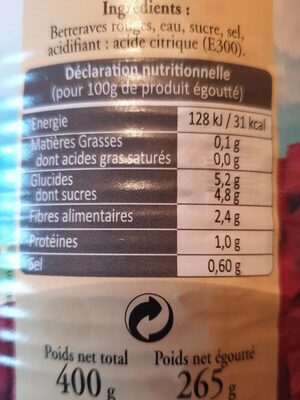 Ingrédients :
Betteraves rouges, eau, sucre, sel,
acidifiant : acide citrique (E300).
Déclaration nutritionnelle
(pour 100g de produit égoutté)
Energie 128 kJ / 31 kcal
Matières Grasses 0,1 g
dont acides gras saturés 0,0 g
Glucides 5,2 g
dont sucres 4,8 g
Fibres alimentaires 2,4 g
Protéines 1,0 g
Sel 0,60 g
Poids net total Poids net égoutté
400 g 265 g